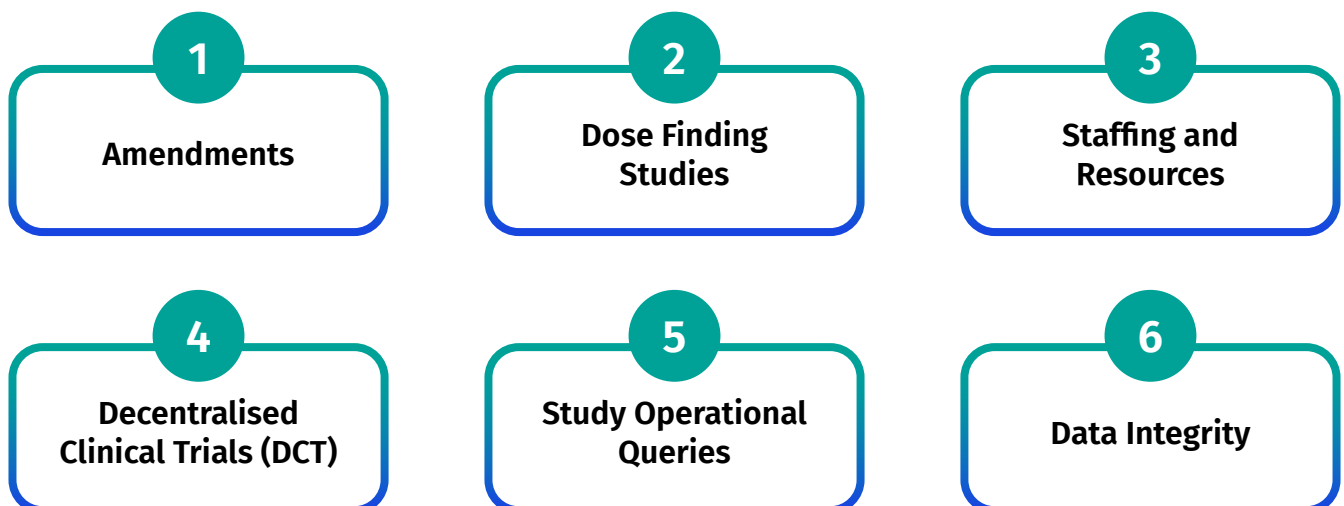 1
Amendments
2
Dose Finding
Studies
3
Staffing and
Resources
4
Decentralised
Clinical Trials (DCT)
5
Study Operational
Queries
6
Data Integrity